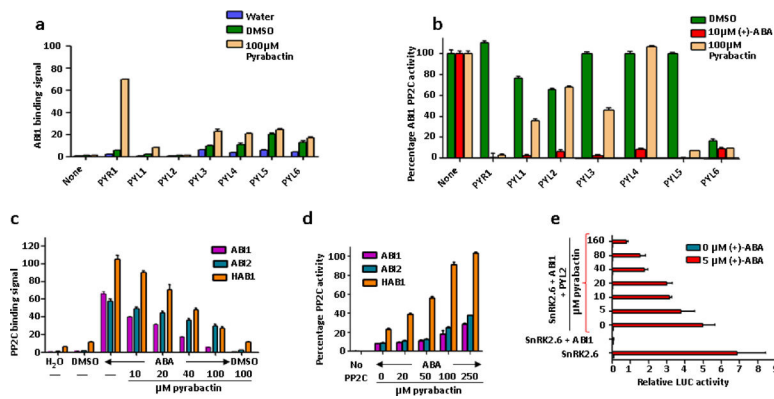 a
ABI1 binding signal
100
80
60
40
20
0
Water
DMSO
100µM
Pyrabactin
None
PYR1
PYL1
PYL2
PYL3
PYL4
PYL5
PYL6
b
Percentage ABI1 PP2C activity
100
80
60
40
20
0
DMSO
10µM (+)-ABA
100µM
Pyrabactin
None
PYR1
PYL1
PYL2
PYL3
PYL4
PYL5
PYL6
c
PP2C binding signal
120
100
80
60
40
20
0
ABI1
ABI2
HAB1
H2O DMSO ABA DMSO
10 20 40 100 100
µM pyrabactin
d
Percentage PP2C activity
100
80
60
40
20
0
ABI1
ABI2
HAB1
No ABA
PP2C 0 20 50 100 250
µM pyrabactin
e
0 µM (+)-ABA
5 µM (+)-ABA
SnRK2.6 + ABI1
+ PYL2
µM pyrabactin
160
80
40
20
10
5
0
SnRK2.6 + ABI1
SnRK2.6
0 1 2 3 4 5 6 7 8
Relative LUC activity